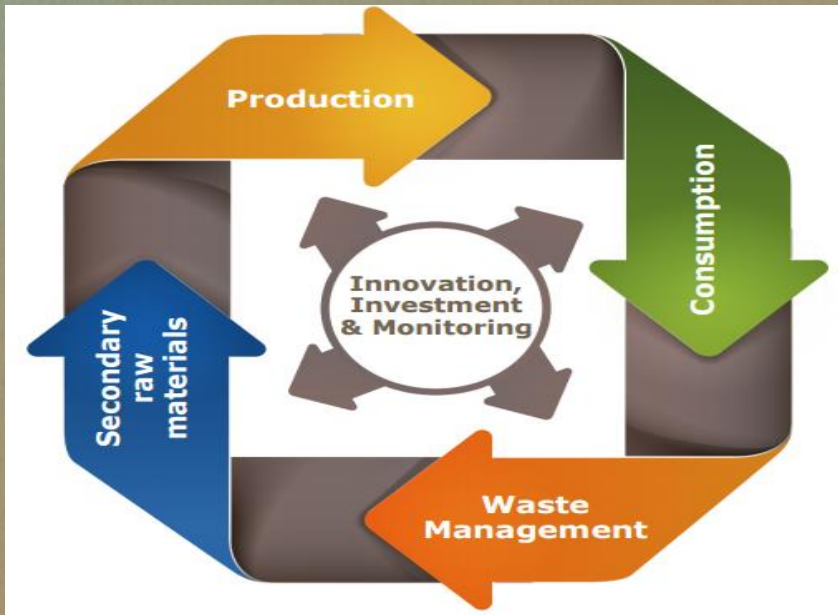 Production
Consumption
Innovation,
Investment
& Monitoring
Secondary
raw
materials
Waste
Management